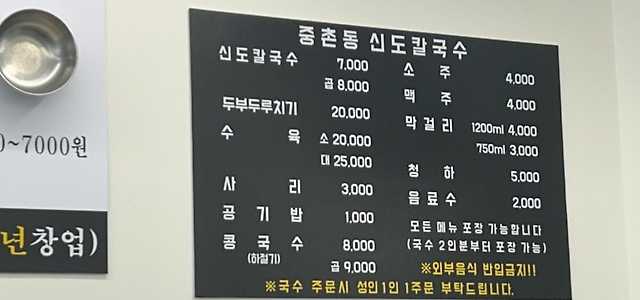 0~7000원
년창업)
중촌동 신도칼국수
신도칼국수 7,000
곱 8,000
두부두루치기 20,000
수 육 소 20,000
대 25,000
사 리 3,000
공 기 밥 1,000
콩 국 수 8,000
(하절기) 곱 9,000
소 주 4,000
맥 주 4,000
막 걸 리 1200ml 4,000
750ml 3,000
청 하 5,000
음 료 수 2,000
모든 메뉴 포장 가능합니다
(국수 2인분부터 포장 가능)
※외부음식 반입금지!!
※국수 주문시 성인1인 1주문 부탁드립니다.